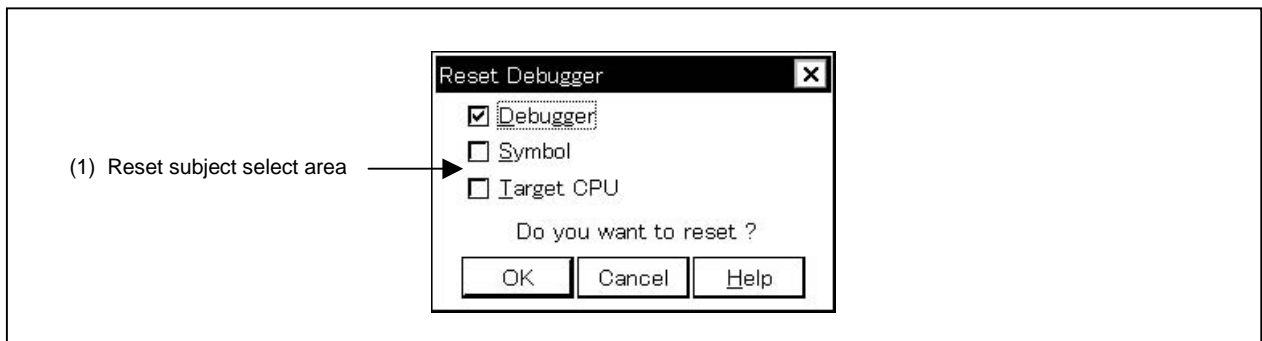 Reset Debugger
Debugger
Symbol
(1) Reset subject select area
Target CPU
Do you want to reset ?
OK Cancel Help